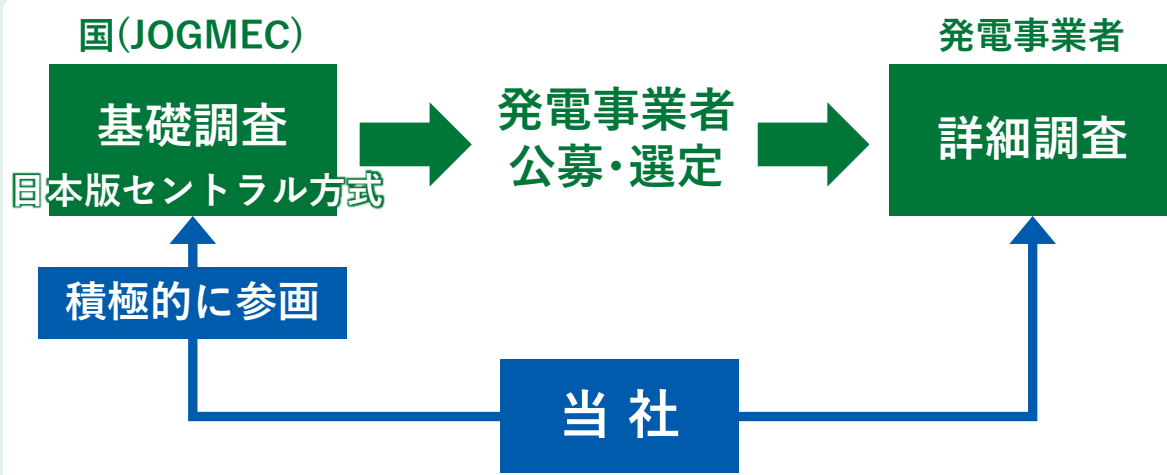 国(JOGMEC)
発電事業者
基礎調査
日本版セントラル方式
発電事業者
公募・選定
詳細調査
積極的に参画
当社